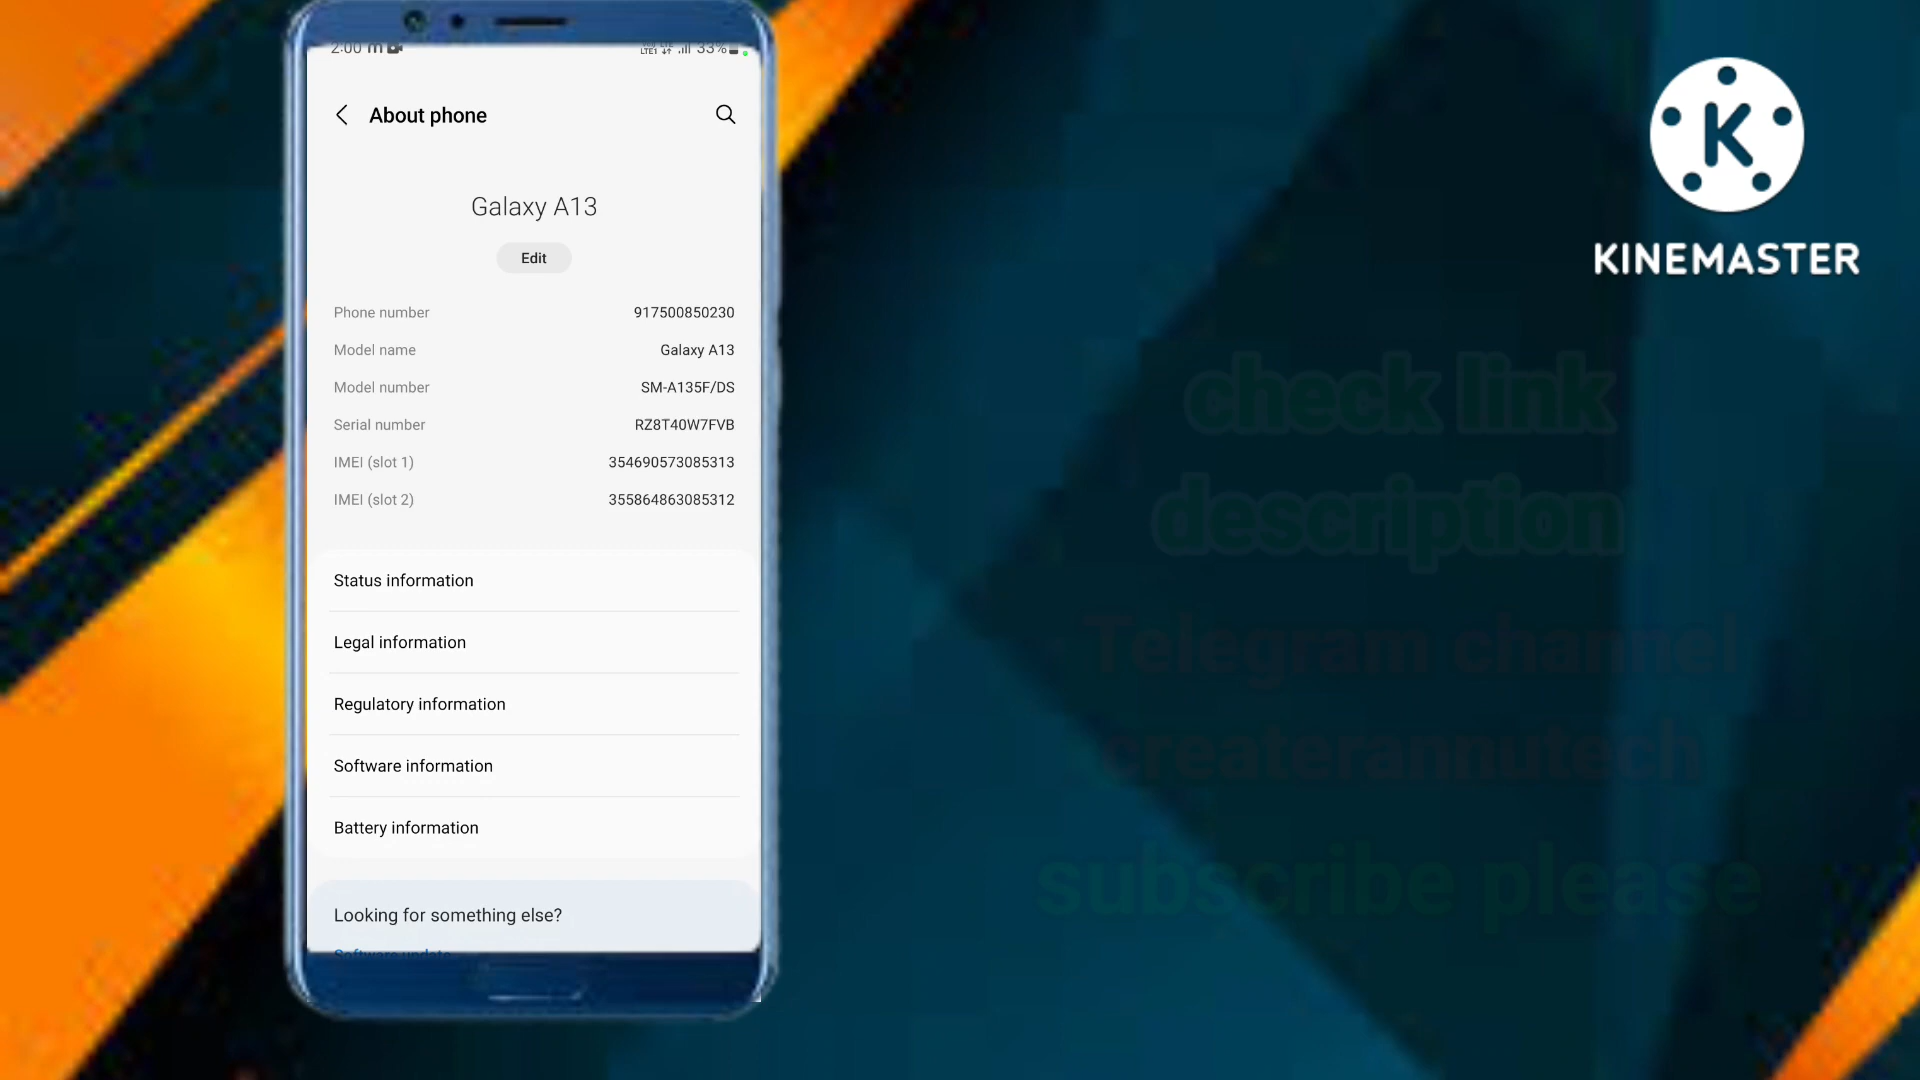 2:00 m
33%
About phone
Galaxy A13
Edit
Phone number 917500850230
Model name Galaxy A13
Model number SM-A135F/DS
Serial number RZ8T40W7FVB
IMEI (slot 1) 354690573085313
IMEI (slot 2) 355864863085312
Status information
Legal information
Regulatory information
Software information
Battery information
Looking for something else?
Software update
K
KINEMASTER
check link
description
Telegram channel
createrannutech
subscribe please